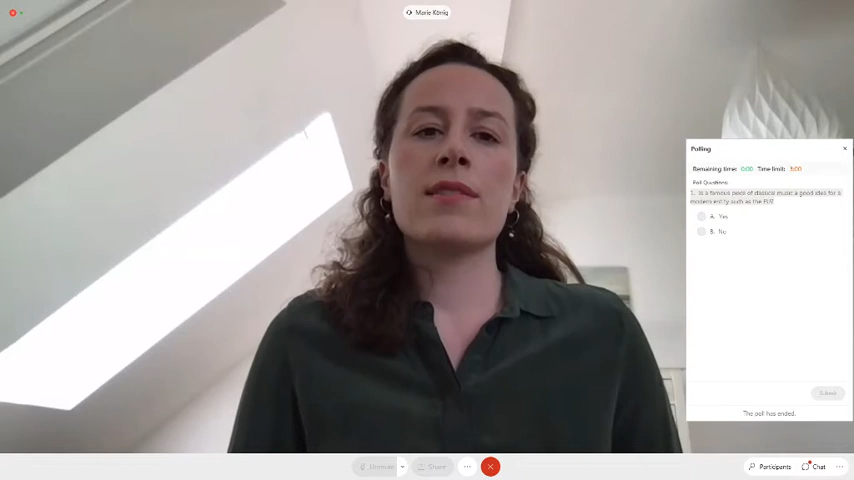 Marie König
Polling
Remaining time: 0:00 Time limit: 5:00
Poll Questions:
1. Is a famous piece of classical music a good idea for a
modern entity such as the EU?
A. Yes
B. No
Submit
The poll has ended.
Unmute
Share
Participants
Chat